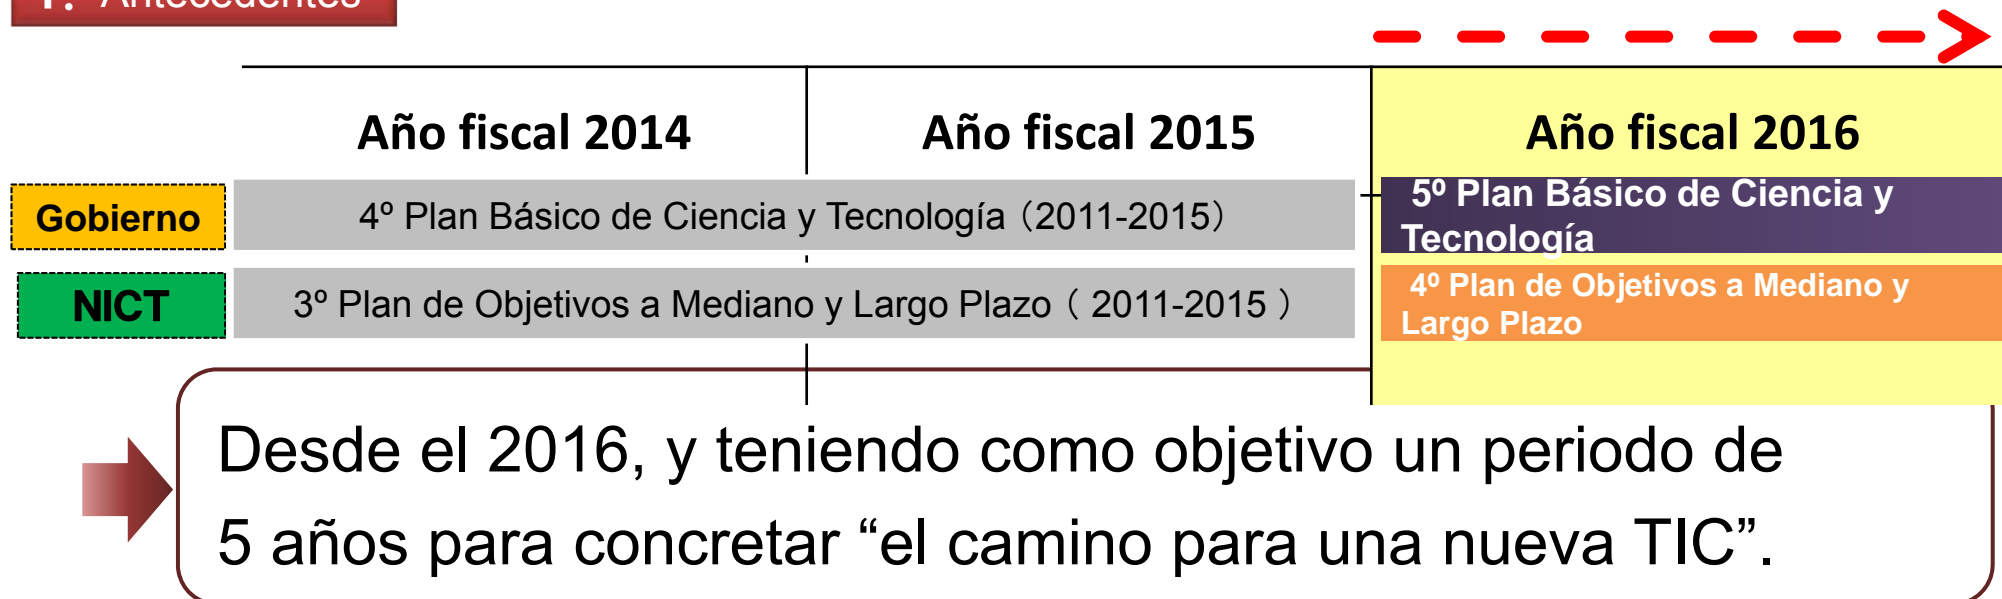 1. Antecedentes
Año fiscal 2014 Año fiscal 2015 Año fiscal 2016
Gobierno 4º Plan Básico de Ciencia y Tecnología（2011-2015） 5º Plan Básico de Ciencia y
Tecnología
NICT 3º Plan de Objetivos a Mediano y Largo Plazo（ 2011-2015 ） 4º Plan de Objetivos a Mediano y
Largo Plazo
Desde el 2016, y teniendo como objetivo un periodo de
5 años para concretar “el camino para una nueva TIC”.